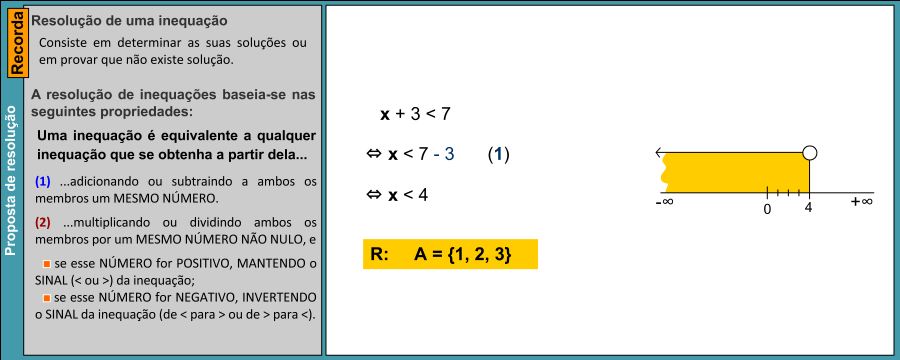 Recorda
Proposta de resolução
Resolução de uma inequação
Consiste em determinar as suas soluções ou
em provar que não existe solução.
A resolução de inequações baseia-se nas
seguintes propriedades:
Uma inequação é equivalente a qualquer
inequação que se obtenha a partir dela...
(1) ...adicionando ou subtraindo a ambos os
membros um MESMO NÚMERO.
(2) ...multiplicando ou dividindo ambos os
membros por um MESMO NÚMERO NÃO NULO, e
se esse NÚMERO for POSITIVO, MANTENDO o
SINAL (< ou >) da inequação;
se esse NÚMERO for NEGATIVO, INVERTENDO
o SINAL da inequação (de < para > ou de > para <).
x + 3 < 7
⇔ x < 7 - 3 (1)
⇔ x < 4
R: A = {1, 2, 3}
-∞ 0 4 +∞